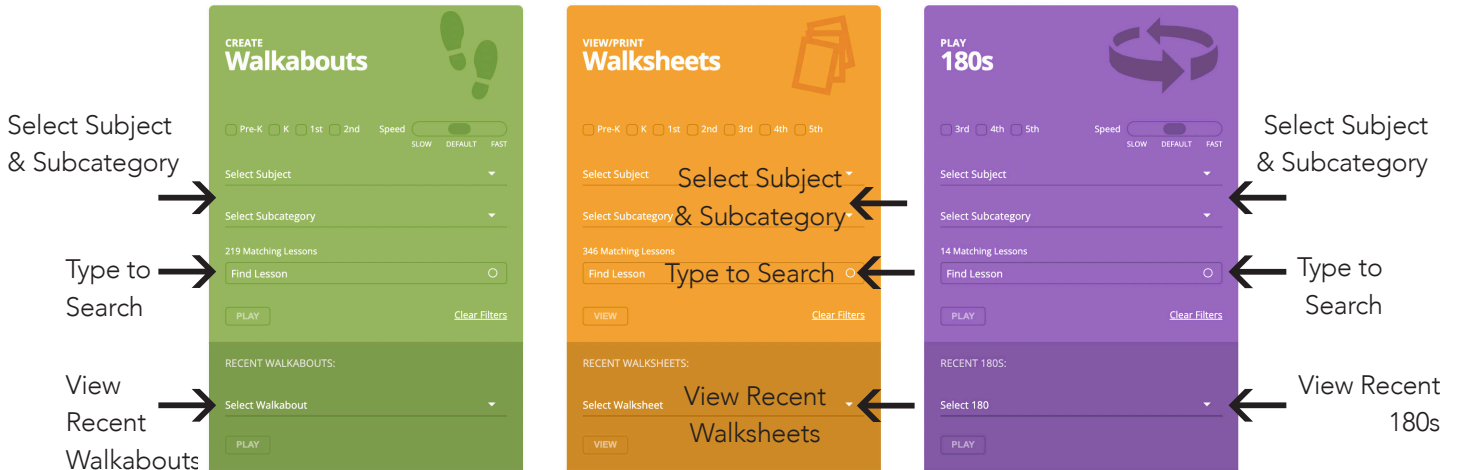 CREATE
Walkabouts
Pre-K K 1st 2nd Speed
SLOW DEFAULT FAST
Select Subject
Select Subcategory
219 Matching Lessons
Find Lesson
PLAY Clear Filters
RECENT WALKABOUTS:
Select Walkabout
PLAY
Select Subject
& Subcategory
Type to
Search
View
Recent
Walkabouts
VIEW/PRINT
Walksheets
Pre-K K 1st 2nd 3rd 4th 5th
Select Subject
Select Subcategory
346 Matching Lessons
Find Lesson
VIEW Clear Filters
RECENT WALKSHEETS:
Select Walksheet
VIEW
Select Subject
& Subcategory
Type to Search
View Recent
Walksheets
PLAY
180s
3rd 4th 5th Speed
SLOW DEFAULT FAST
Select Subject
Select Subcategory
14 Matching Lessons
Find Lesson
PLAY Clear Filters
RECENT 180S:
Select 180
PLAY
Select Subject
& Subcategory
Type to
Search
View Recent
180s